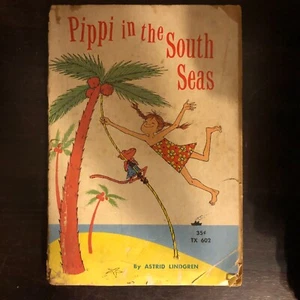 Pippi in the South
Seas
35¢
TX 602
By ASTRID LINDGREN